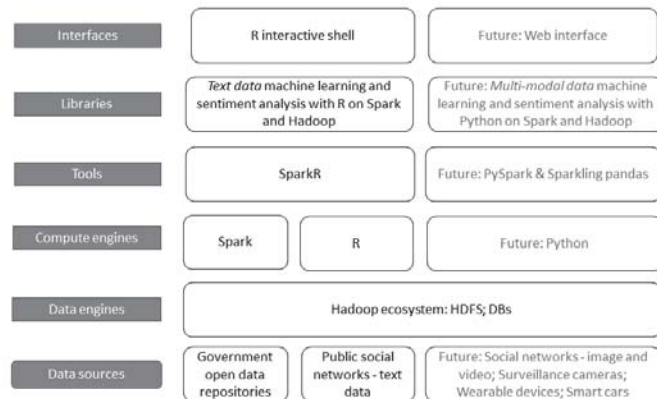 Interfaces
R interactive shell
Future: Web interface
Libraries
Text data machine learning and
sentiment analysis with R on Spark
and Hadoop
Future: Multi-modal data machine
learning and sentiment analysis with
Python on Spark and Hadoop
Tools
SparkR
Future: PySpark & Sparkling pandas
Compute engines
Spark
R
Future: Python
Data engines
Hadoop ecosystem: HDFS; DBs
Data sources
Government
open data
repositories
Public social
networks - text
data
Future: Social networks - image and
video; Surveillance cameras;
Wearable devices; Smart cars